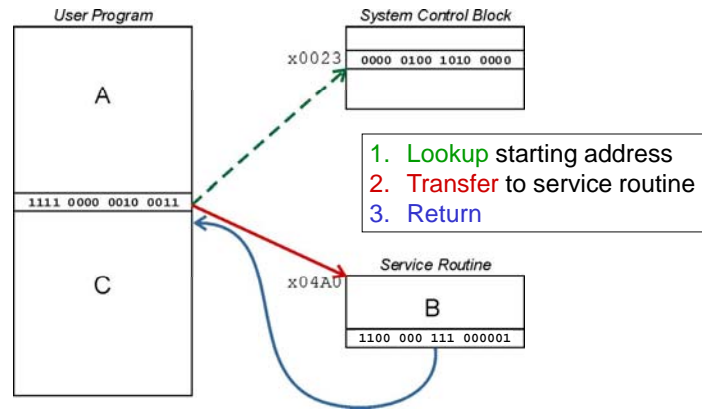 User Program
System Control Block
x0023
0000 0100 1010 0000
A
1. Lookup starting address
2. Transfer to service routine
3. Return
1111 0000 0010 0011
Service Routine
x04A0
C
B
1100 000 111 000001